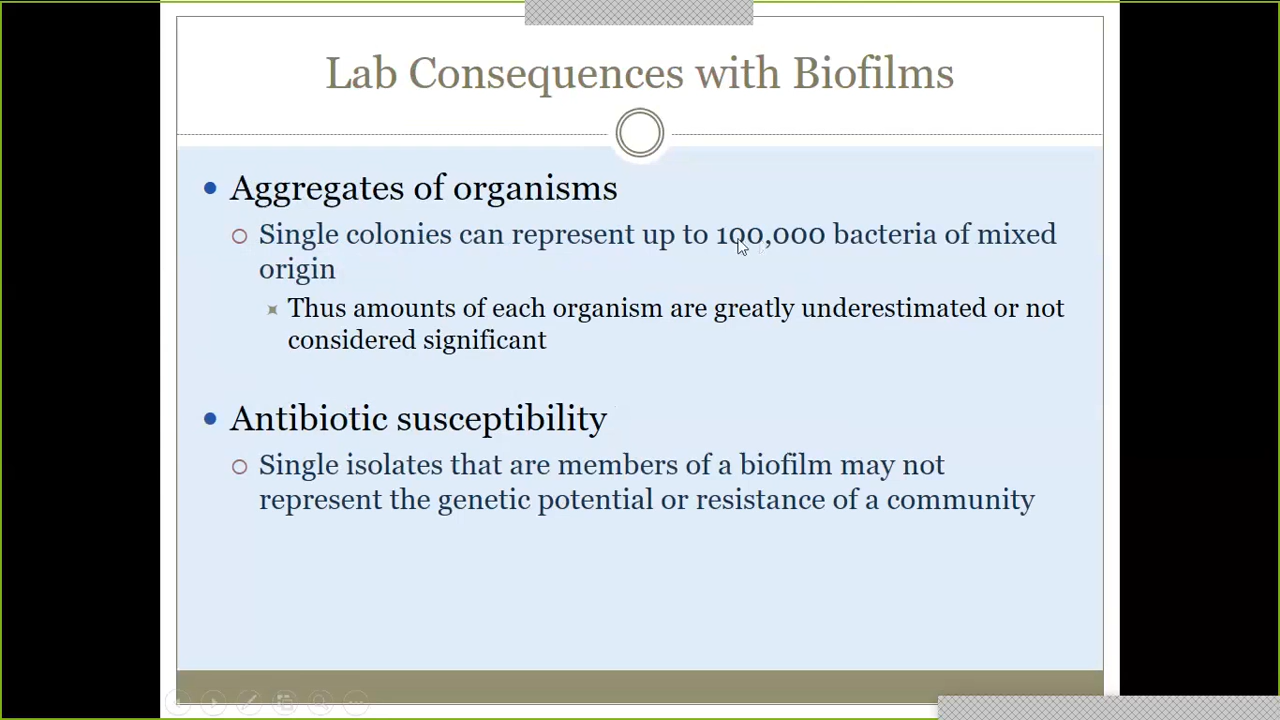 Lab Consequences with Biofilms
Aggregates of organisms
Single colonies can represent up to 100,000 bacteria of mixed
origin
Thus amounts of each organism are greatly underestimated or not
considered significant
Antibiotic susceptibility
Single isolates that are members of a biofilm may not
represent the genetic potential or resistance of a community